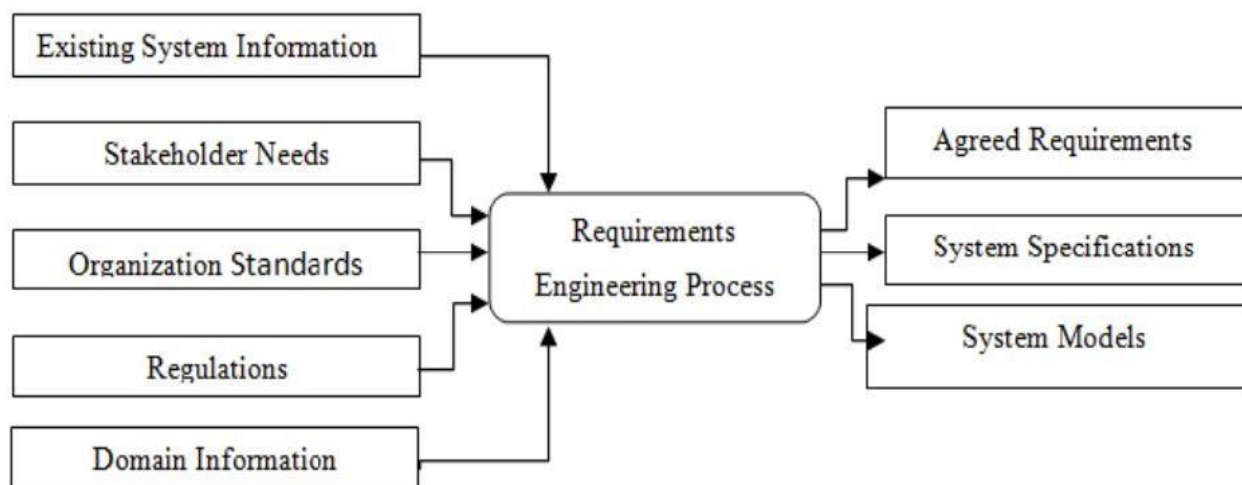 Existing System Information
Stakeholder Needs
Organization Standards
Regulations
Domain Information
Requirements
Engineering Process
Agreed Requirements
System Specifications
System Models